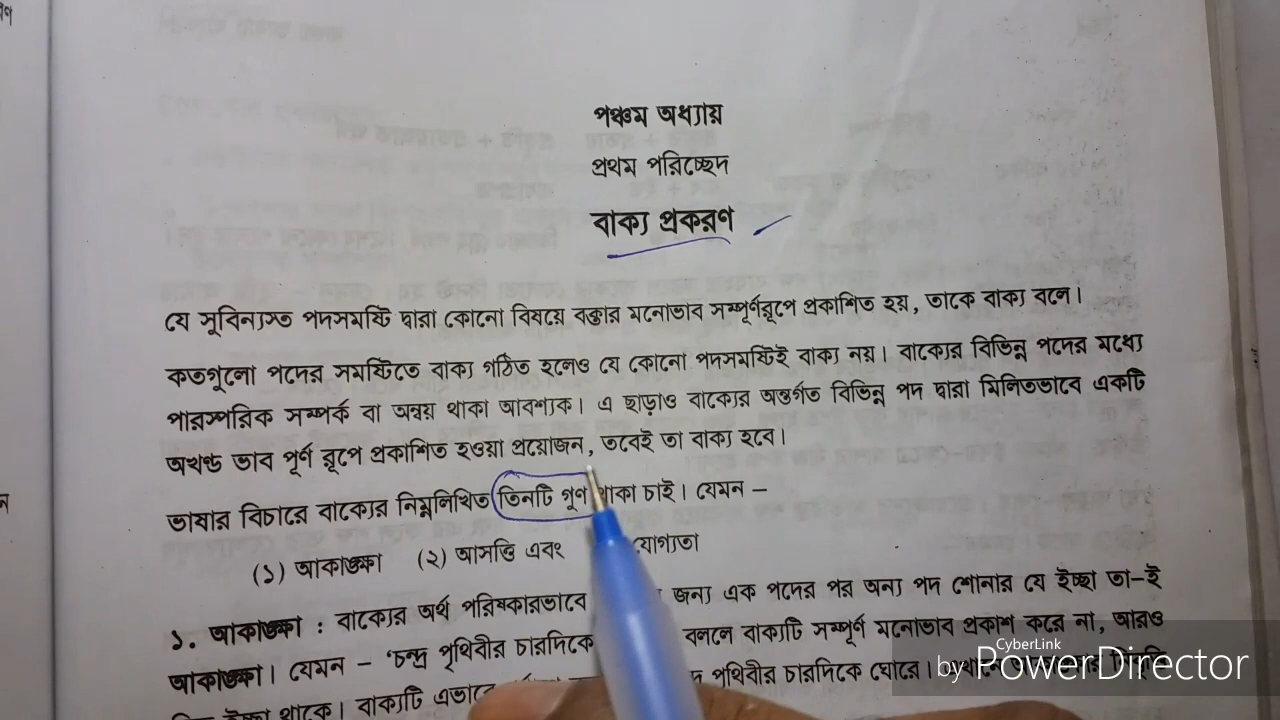 পঞ্চম অধ্যায়
প্রথম পরিচ্ছেদ
বাক্য প্রকরণ
যে সুবিন্যস্ত পদসমষ্টি দ্বারা কোনো বিষয়ে বক্তার মনোভাব সম্পূর্ণরূপে প্রকাশিত হয়, তাকে বাক্য বলে।
কতগুলো পদের সমষ্টিতে বাক্য গঠিত হলেও যে কোনো পদসমষ্টিই বাক্য নয়। বাক্যের বিভিন্ন পদের মধ্যে
পারস্পরিক সম্পর্ক বা অন্বয় থাকা আবশ্যক। এ ছাড়াও বাক্যের অন্তর্গত বিভিন্ন পদ দ্বারা মিলিতভাবে একটি
অখন্ড ভাব পূর্ণ রূপে প্রকাশিত হওয়া প্রয়োজন, তবেই তা বাক্য হবে।
ভাষার বিচারে বাক্যের নিম্নলিখিত তিনটি গুণ থাকা চাই। যেমন –
(১) আকাঙ্ক্ষা (২) আসত্তি এবং যোগ্যতা
১. আকাঙ্ক্ষা : বাক্যের অর্থ পরিষ্কারভাবে জন্য এক পদের পর অন্য পদ শোনার যে ইচ্ছা তা-ই
আকাঙ্ক্ষা। যেমন – ‘চন্দ্র পৃথিবীর চারদিকে বললে বাক্যটি সম্পূর্ণ মনোভাব প্রকাশ করে না, আরও
ইচ্ছা থাকে। বাক্যটি এভাবে পৃথিবীর চারদিকে ঘোরে।
CyberLink
by PowerDirector